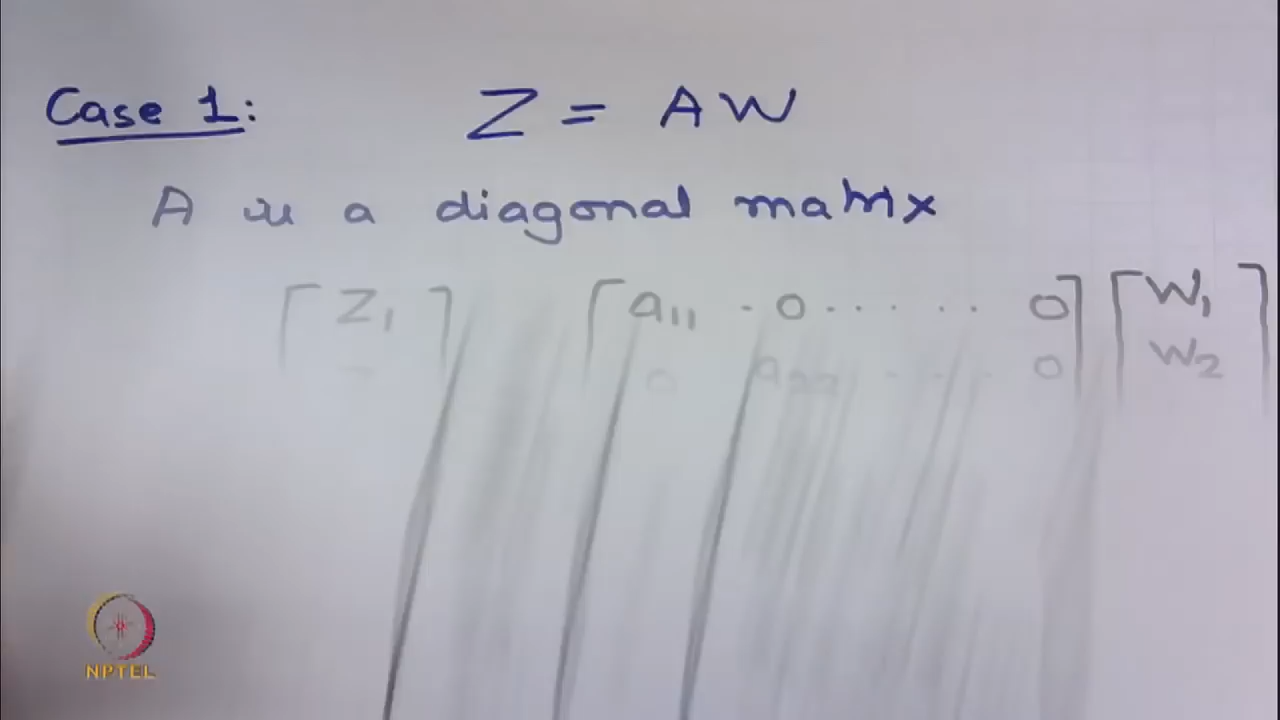 Case 1: Z = AW
A is a diagonal matrix
[ Z₁ ] [ a₁₁ · 0 · · · · · 0 ] [ W₁ ]
0 a₂₂ · · · 0 W₂
NPTEL